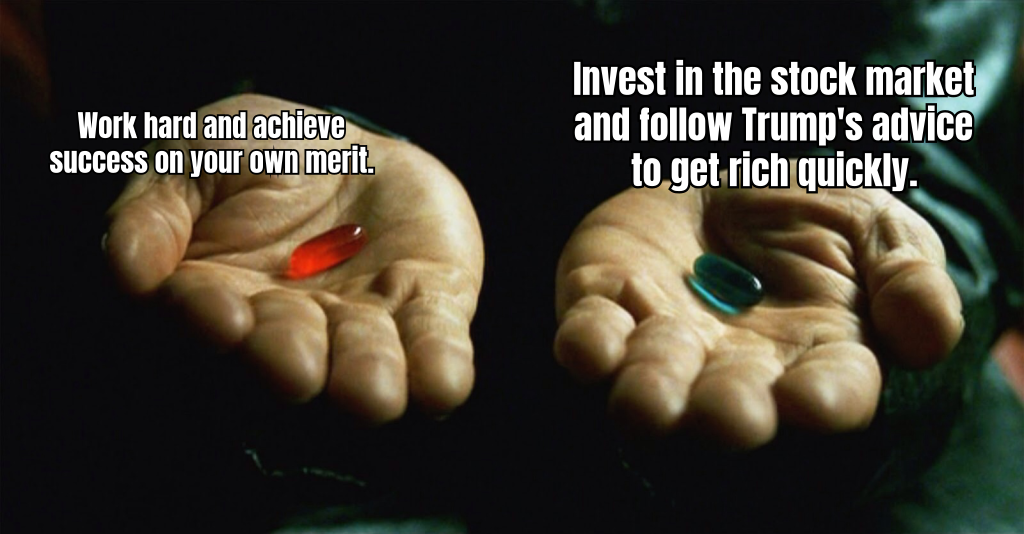 Work hard and achieve
success on your own merit.
Invest in the stock market
and follow Trump's advice
to get rich quickly.